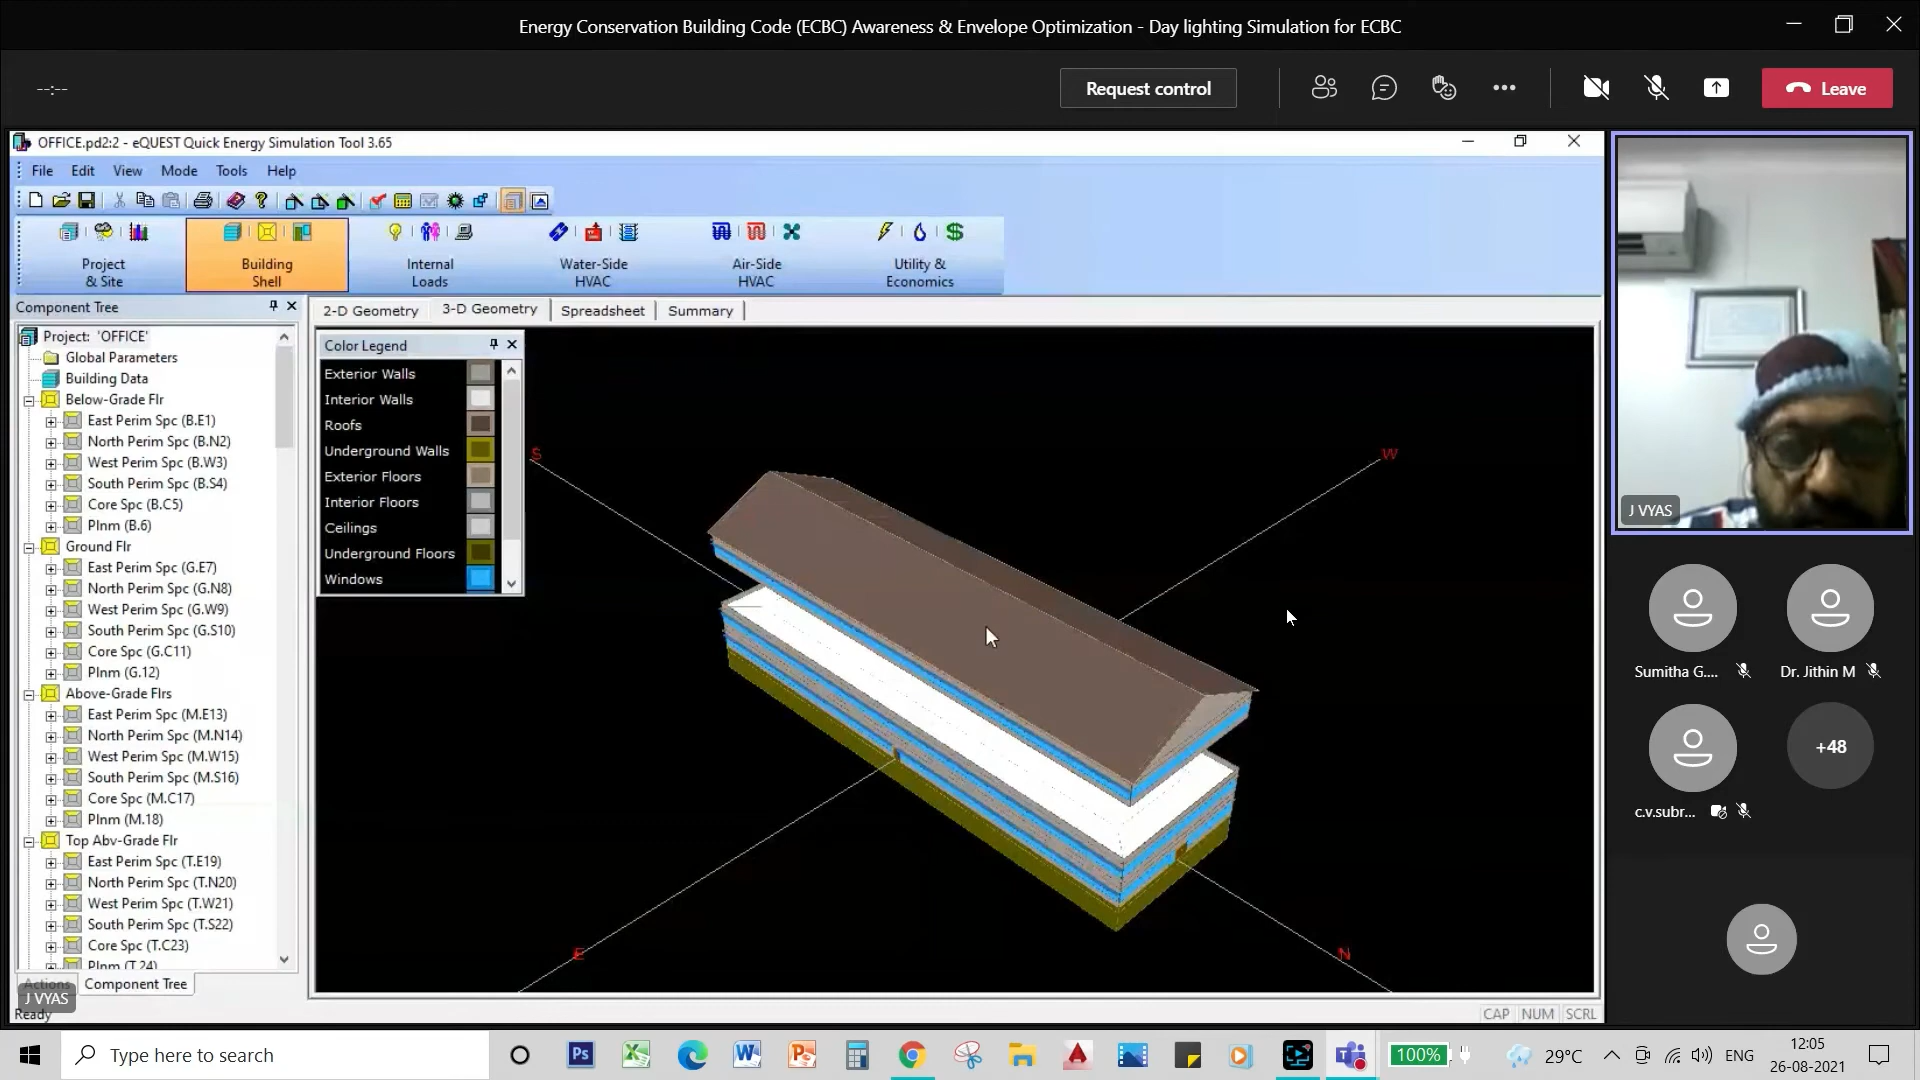 Energy Conservation Building Code (ECBC) Awareness & Envelope Optimization - Day lighting Simulation for ECBC
--:--
Request control
Leave
OFFICE.pd2:2 - eQUEST Quick Energy Simulation Tool 3.65
File Edit View Mode Tools Help
Project & Site
Building Shell
Internal Loads
Water-Side HVAC
Air-Side HVAC
Utility & Economics
Component Tree
2-D Geometry 3-D Geometry Spreadsheet Summary
Project: 'OFFICE'
Global Parameters
Building Data
Below-Grade Flr
East Perim Spc (B.E1)
North Perim Spc (B.N2)
West Perim Spc (B.W3)
South Perim Spc (B.S4)
Core Spc (B.C5)
Plnm (B.6)
Ground Flr
East Perim Spc (G.E7)
North Perim Spc (G.N8)
West Perim Spc (G.W9)
South Perim Spc (G.S10)
Core Spc (G.C11)
Plnm (G.12)
Above-Grade Flrs
East Perim Spc (M.E13)
North Perim Spc (M.N14)
West Perim Spc (M.W15)
South Perim Spc (M.S16)
Core Spc (M.C17)
Plnm (M.18)
Top Abv-Grade Flr
East Perim Spc (T.E19)
North Perim Spc (T.N20)
West Perim Spc (T.W21)
South Perim Spc (T.S22)
Core Spc (T.C23)
Plnm (T.24)
Actions Component Tree
J VYAS
Ready
Color Legend
Exterior Walls
Interior Walls
Roofs
Underground Walls
Exterior Floors
Interior Floors
Ceilings
Underground Floors
Windows
S
W
E
N
CAP NUM SCRL
J VYAS
Sumitha G....
Dr. Jithin M
c.v.subr...
+48
Type here to search
Ps
100%
29°C
ENG
12:05
26-08-2021